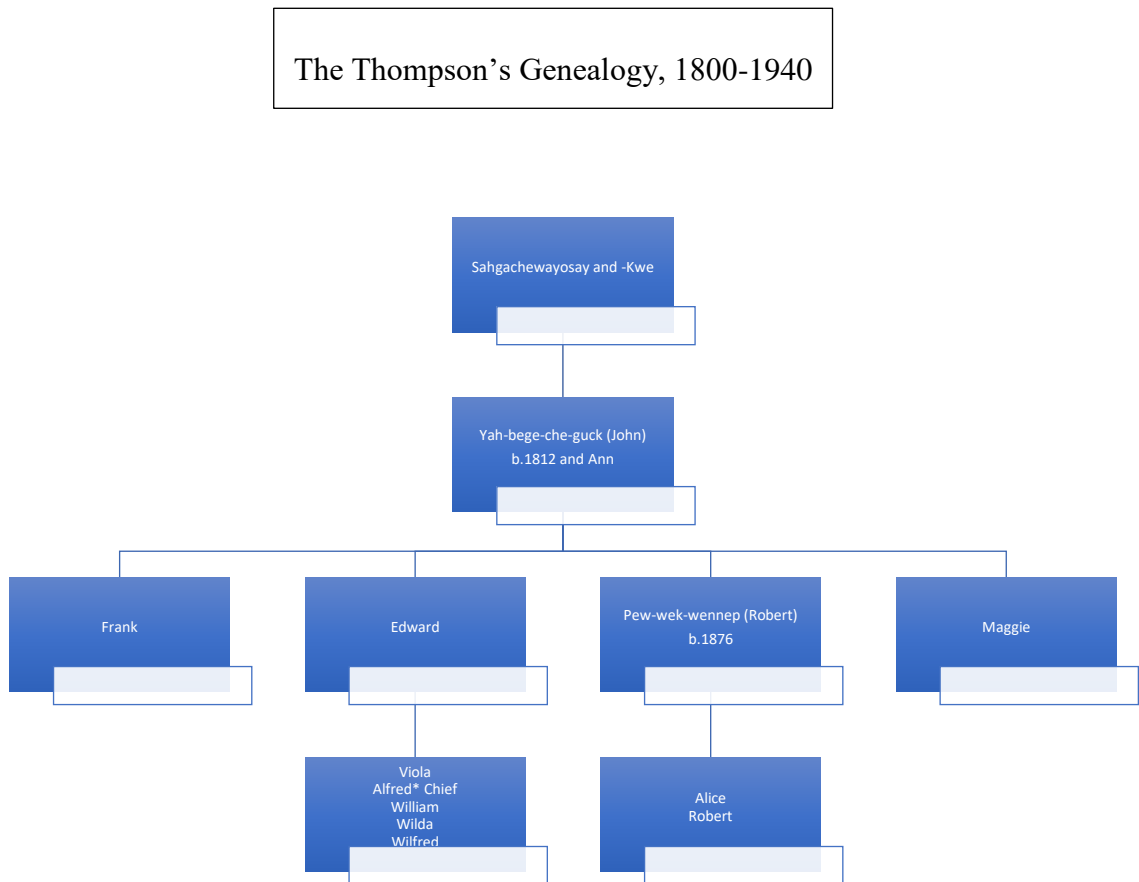 The Thompson’s Genealogy, 1800-1940
Sahgachewayosay and -Kwe
Yah-bege-che-guck (John)
b.1812 and Ann
Frank
Edward
Pew-wek-wennep (Robert)
b.1876
Maggie
Viola
Alfred* Chief
William
Wilda
Wilfred
Alice
Robert